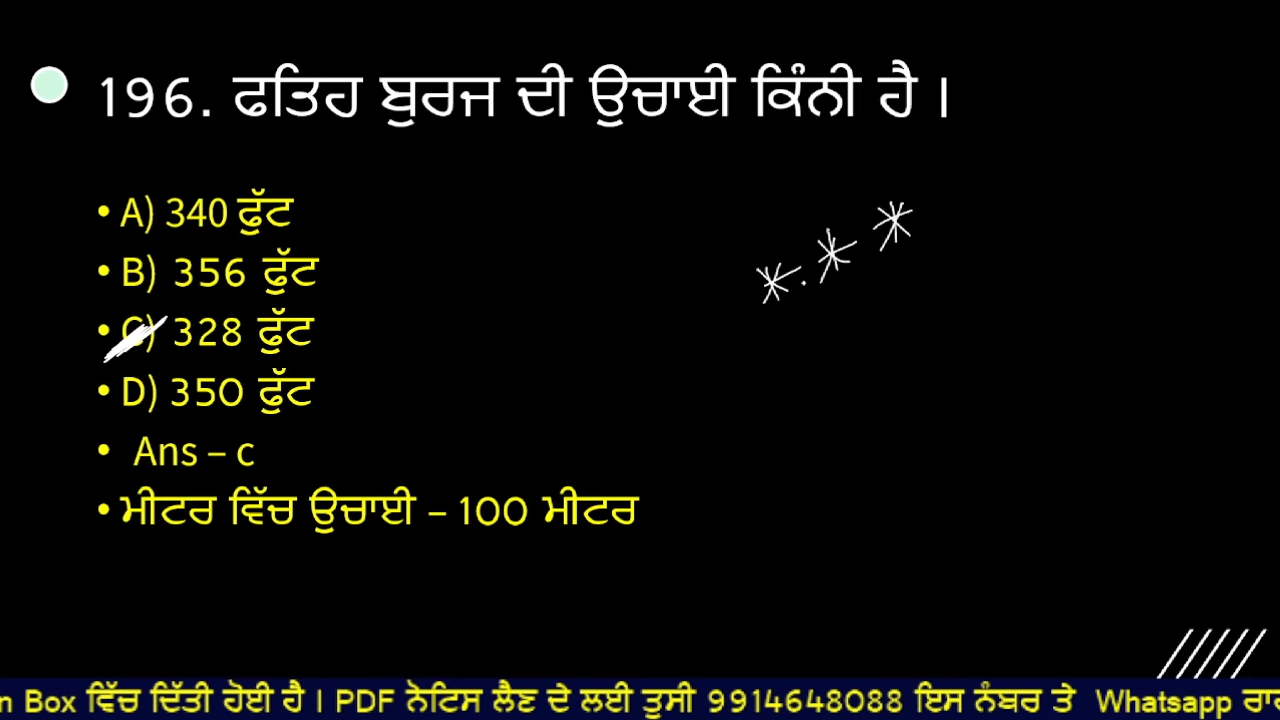 196. ਫਤਿਹ ਬੁਰਜ ਦੀ ਉਚਾਈ ਕਿੰਨੀ ਹੈ ।
• A) 340 ਫੁੱਟ
• B) 356 ਫੁੱਟ
• C) 328 ਫੁੱਟ
• D) 350 ਫੁੱਟ
• Ans – c
• ਮੀਟਰ ਵਿੱਚ ਉਚਾਈ – 100 ਮੀਟਰ
Box ਵਿੱਚ ਦਿੱਤੀ ਹੋਈ ਹੈ । PDF ਨੋਟਿਸ ਲੈਣ ਦੇ ਲਈ ਤੁਸੀ 9914648088 ਇਸ ਨੰਬਰ ਤੇ Whatsapp